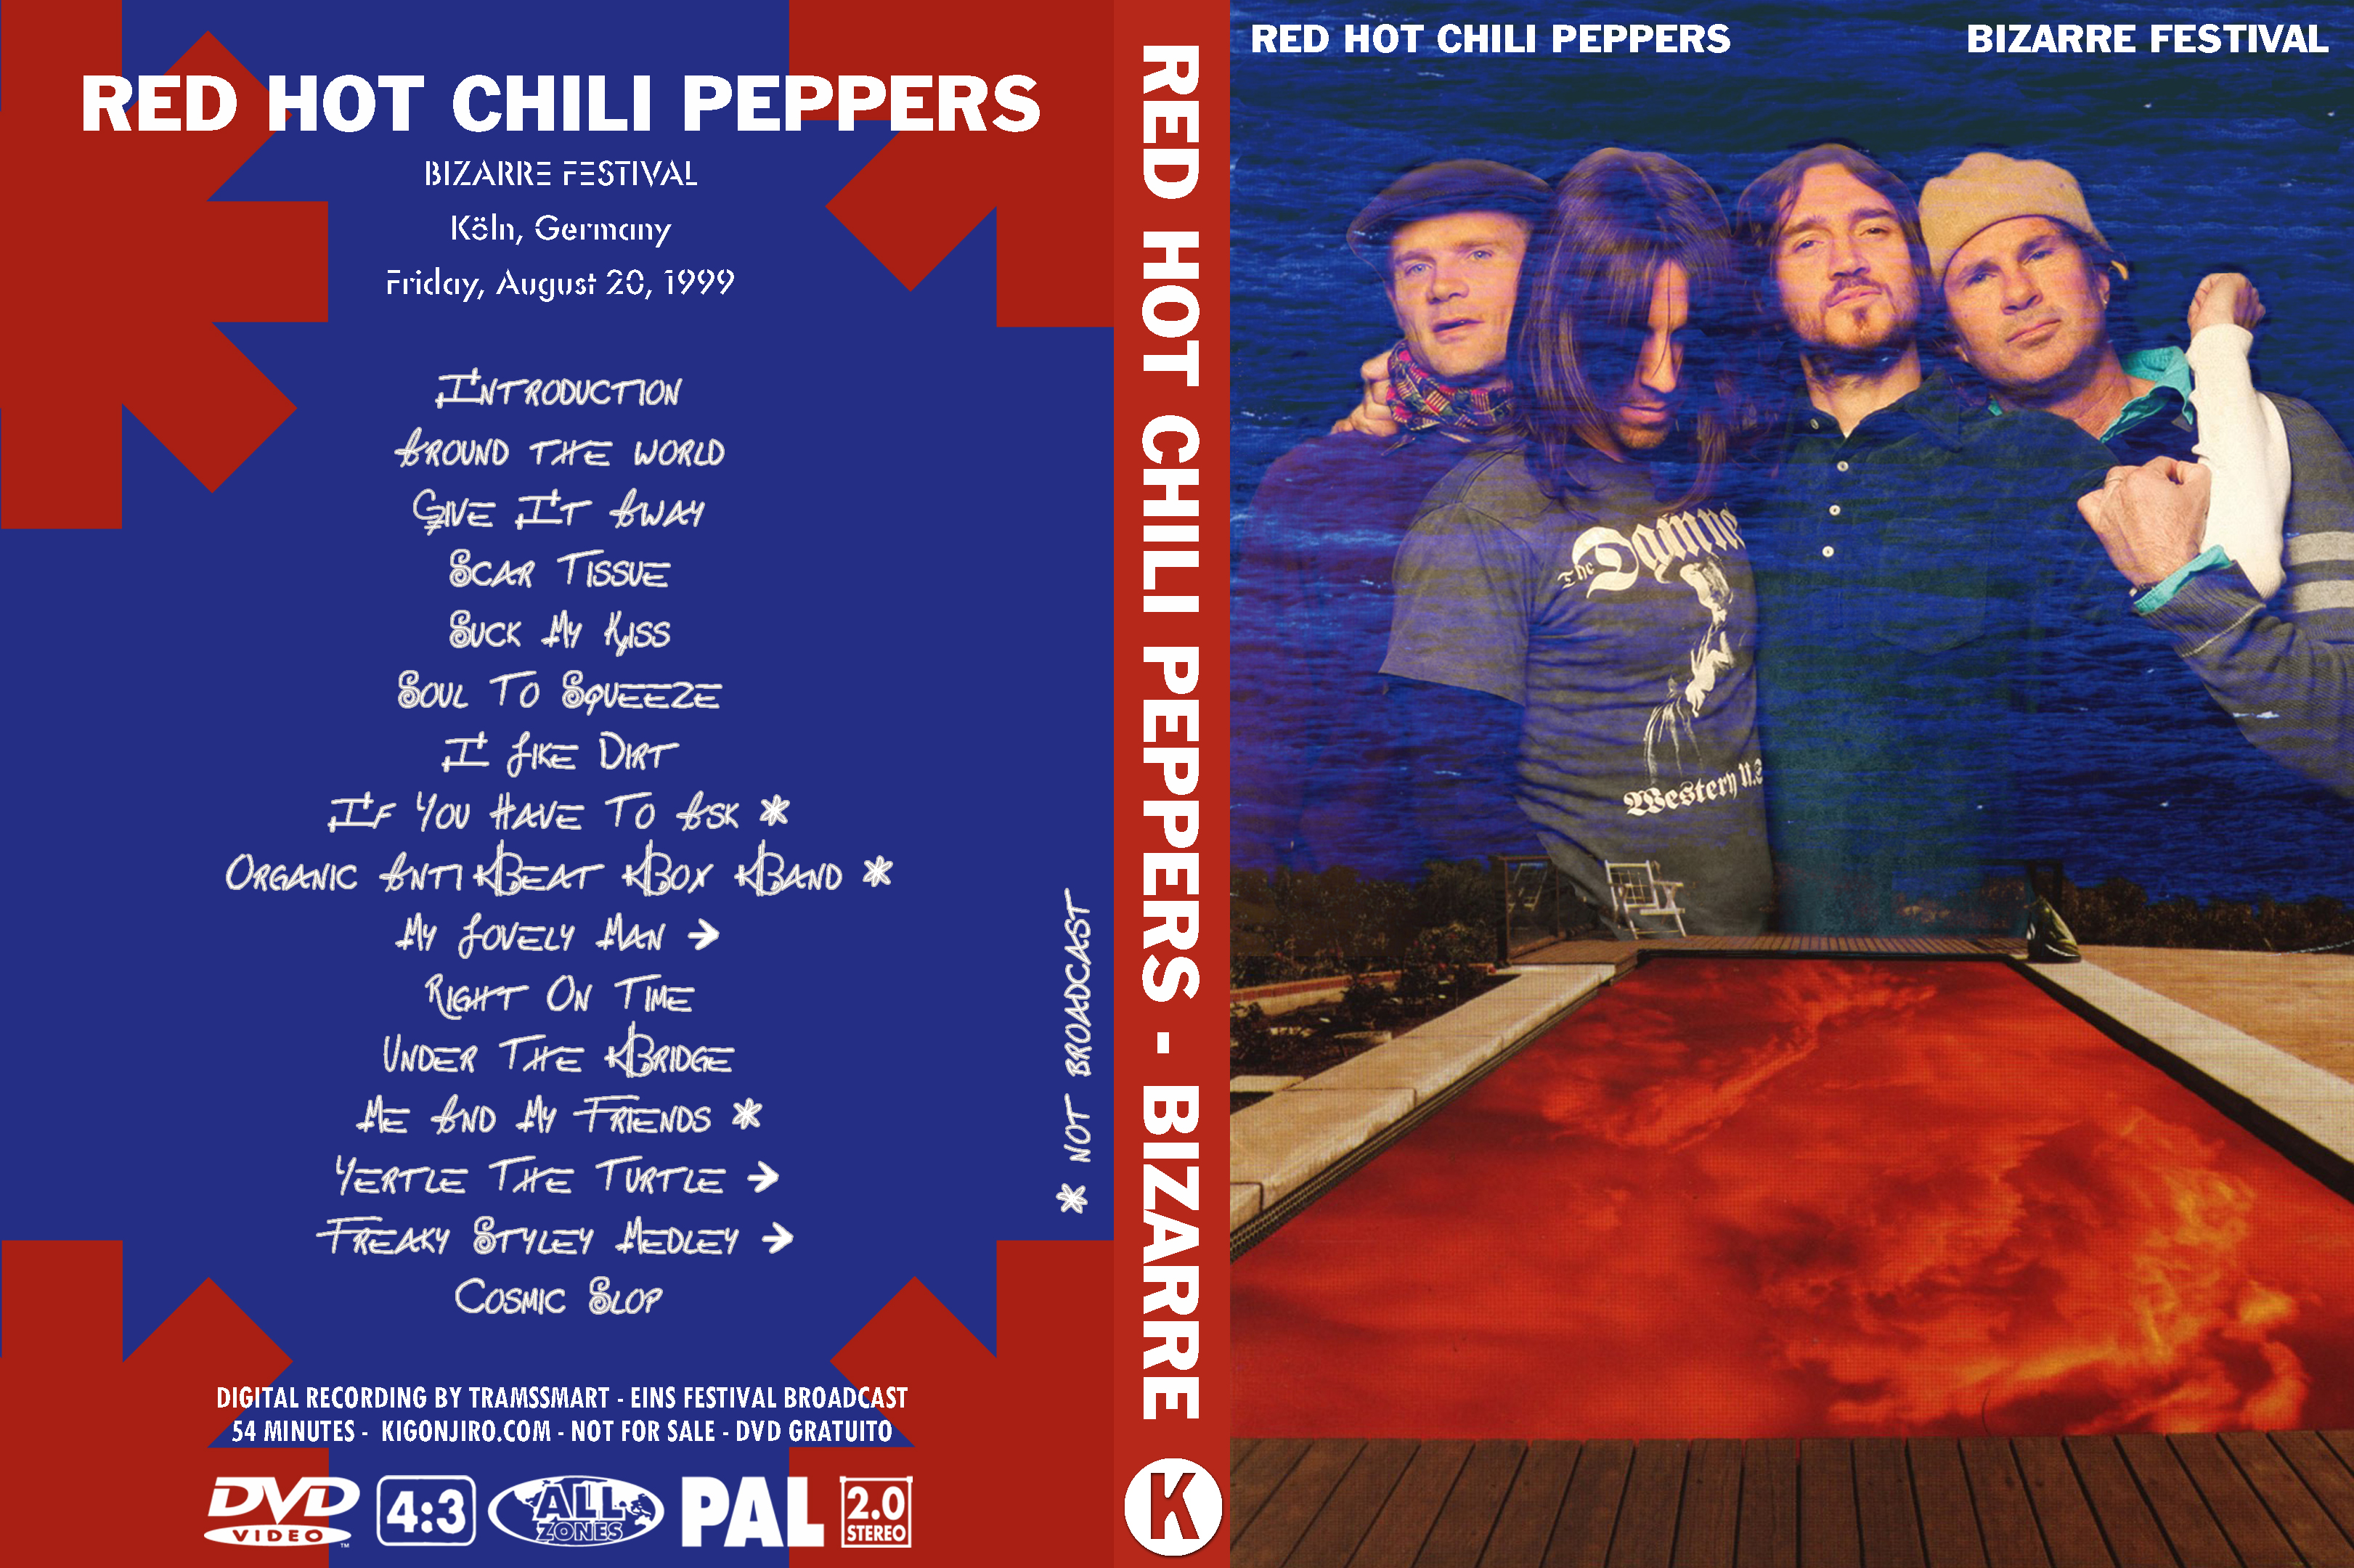 RED HOT CHILI PEPPERS
BIZARRE FESTIVAL
Köln, Germany
Friday, August 20, 1999
INTRODUCTION
AROUND THE WORLD
GIVE IT AWAY
SCAR TISSUE
SUCK MY KISS
SOUL TO SQUEEZE
I LIKE DIRT
IF YOU HAVE TO ASK *
ORGANIC ANTI BEAT BOX BAND *
MY LOVELY MAN →
RIGHT ON TIME
UNDER THE BRIDGE
ME AND MY FRIENDS *
YERTLE THE TURTLE →
FREAKY STYLEY MEDLEY →
COSMIC SLOP
* NOT BROADCAST
DIGITAL RECORDING BY TRAMSSMART - EINS FESTIVAL BROADCAST
54 MINUTES - KIGONJIRO.COM - NOT FOR SALE - DVD GRATUITO
DVD VIDEO ™
4:3
ALL ZONES
PAL
2.0 STEREO
RED HOT CHILI PEPPERS - BIZARRE
K
RED HOT CHILI PEPPERS
BIZARRE FESTIVAL
The
Damne
Western 11.2